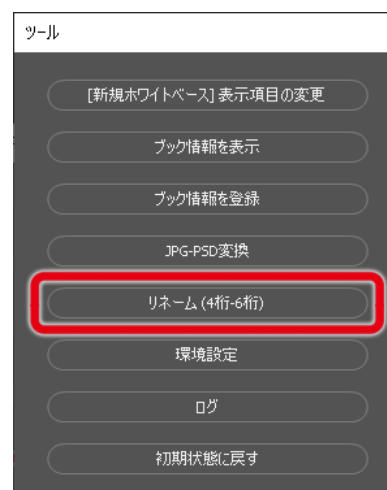 ツール
[新規ホワイトベース] 表示項目の変更
ブック情報を表示
ブック情報を登録
JPG-PSD変換
リネーム (4桁-6桁)
環境設定
ログ
初期状態に戻す